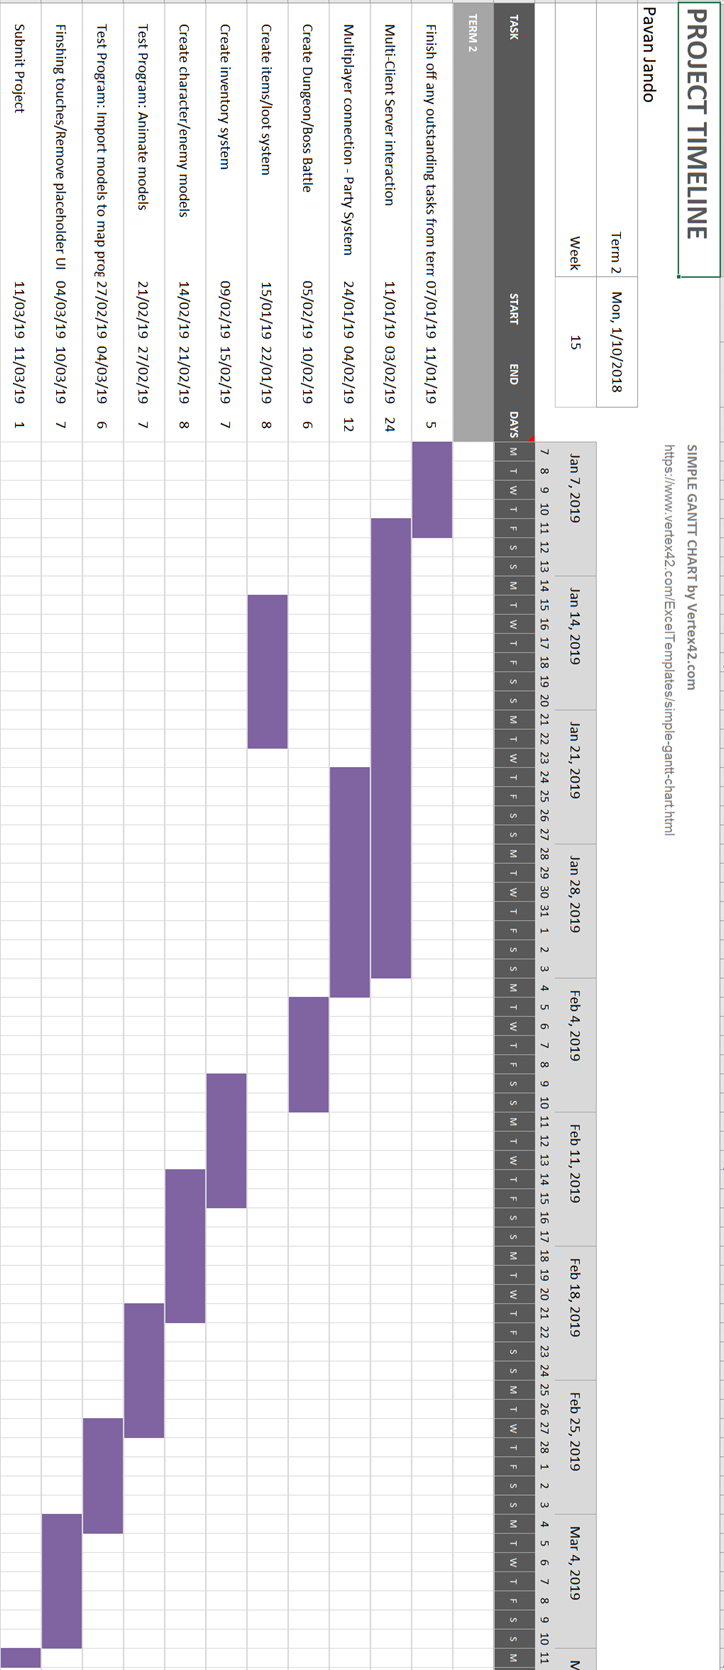 PROJECT TIMELINE
SIMPLE GANTT CHART by Vertex42.com
https://www.vertex42.com/ExcelTemplates/simple-gantt-chart.html
Pavan Jando
Term 2 Mon, 1/10/2018
Week 15 Jan 7, 2019 Jan 14, 2019 Jan 21, 2019 Jan 28, 2019 Feb 4, 2019 Feb 11, 2019 Feb 18, 2019 Feb 25, 2019 Mar 4, 2019 M
7 8 9 10 11 12 13 14 15 16 17 18 19 20 21 22 23 24 25 26 27 28 29 30 31 1 2 3 4 5 6 7 8 9 10 11 12 13 14 15 16 17 18 19 20 21 22 23 24 25 26 27 28 1 2 3 4 5 6 7 8 9 10 11
TASK START END DAYS M T W T F S S M T W T F S S M T W T F S S M T W T F S S M T W T F S S M T W T F S S M T W T F S S M T W T F S S M T W T F S S M
TERM 2
Finish off any outstanding tasks from terr 07/01/19 11/01/19 5
Multi-Client Server interaction 11/01/19 03/02/19 24
Multiplayer connection - Party System 24/01/19 04/02/19 12
Create Dungeon/Boss Battle 05/02/19 10/02/19 6
Create items/loot system 15/01/19 22/01/19 8
Create inventory system 09/02/19 15/02/19 7
Create character/enemy models 14/02/19 21/02/19 8
Test Program: Animate models 21/02/19 27/02/19 7
Test Program: Import models to map prog 27/02/19 04/03/19 6
Finshing touches/Remove placeholder UI 04/03/19 10/03/19 7
Submit Project 11/03/19 11/03/19 1